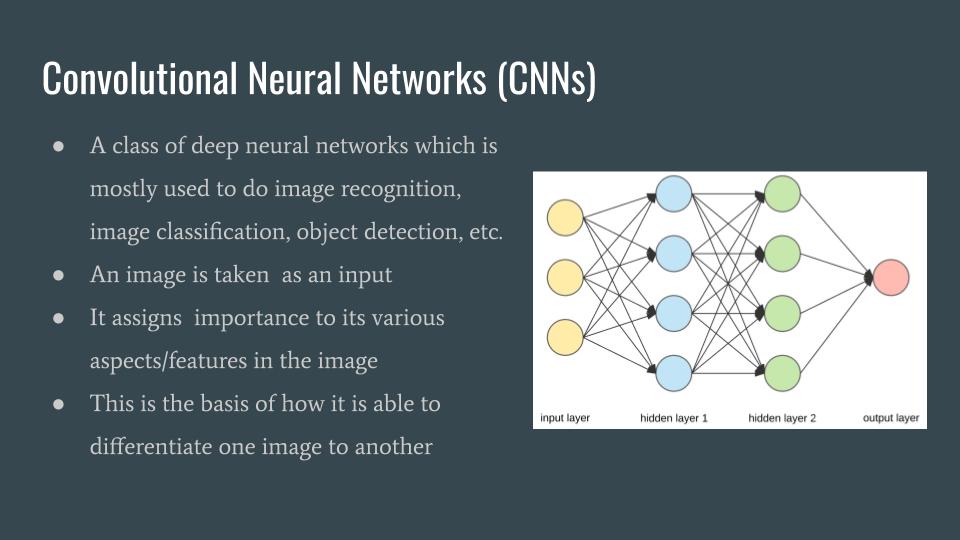 Convolutional Neural Networks (CNNs)
● A class of deep neural networks which is
mostly used to do image recognition,
image classification, object detection, etc.
● An image is taken  as an input
● It assigns  importance to its various
aspects/features in the image
● This is the basis of how it is able to
differentiate one image to another
input layer
hidden layer 1
hidden layer 2
output layer